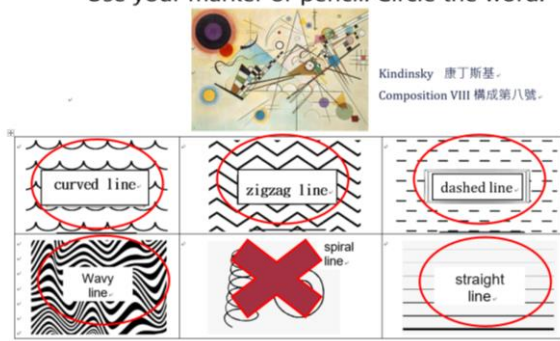 Use your marker or pencil. Circle the word.
Kindinsky 康丁斯基
Composition VIII 構成第八號
curved line
zigzag line
dashed line
Wavy
line
spiral
line
straight
line